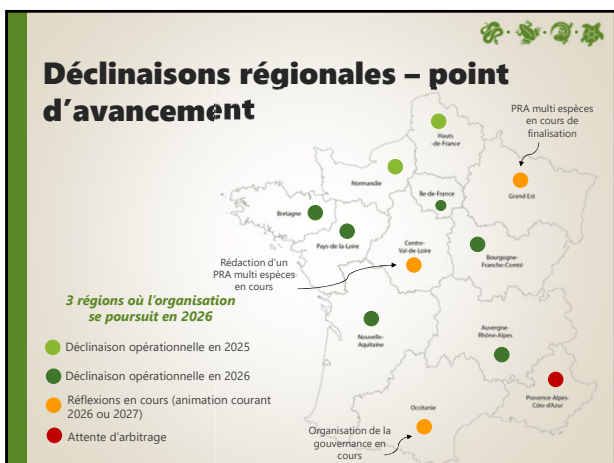 Déclinaisons régionales – point
d'avancement
PRA multi espèces
en cours de
finalisation
Hauts
-de-France
Normandie
Île-de-France
Grand-Est
Bretagne
Pays-de-la-Loire
Centre-
Val-de-Loire
Bourgogne-
Franche-Comté
Rédaction d'un
PRA multi espèces
en cours
3 régions où l'organisation
se poursuit en 2026
Nouvelle-
Aquitaine
Auvergne-
Rhône-Alpes
Déclinaison opérationnelle en 2025
Déclinaison opérationnelle en 2026
Réflexions en cours (animation courant
2026 ou 2027)
Attente d'arbitrage
Occitanie
Provence-Alpes-
Côte d'Azur
Organisation de la
gouvernance en
cours